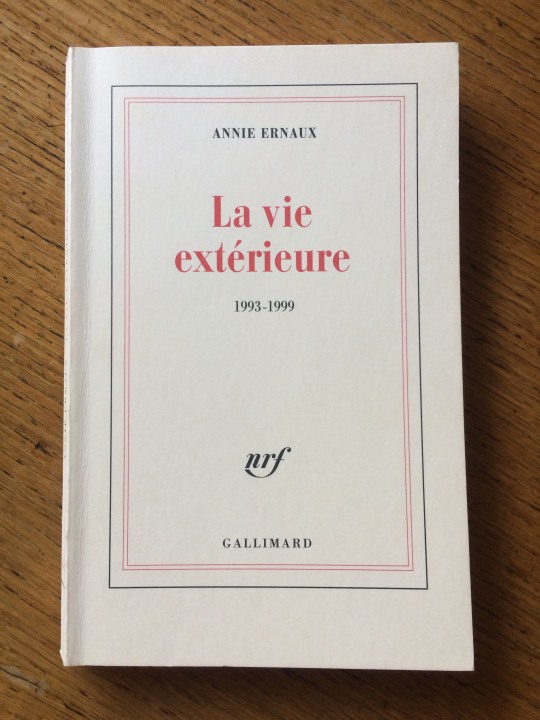 ANNIE ERNAUX
La vie
extérieure
1993-1999
nrf
GALLIMARD